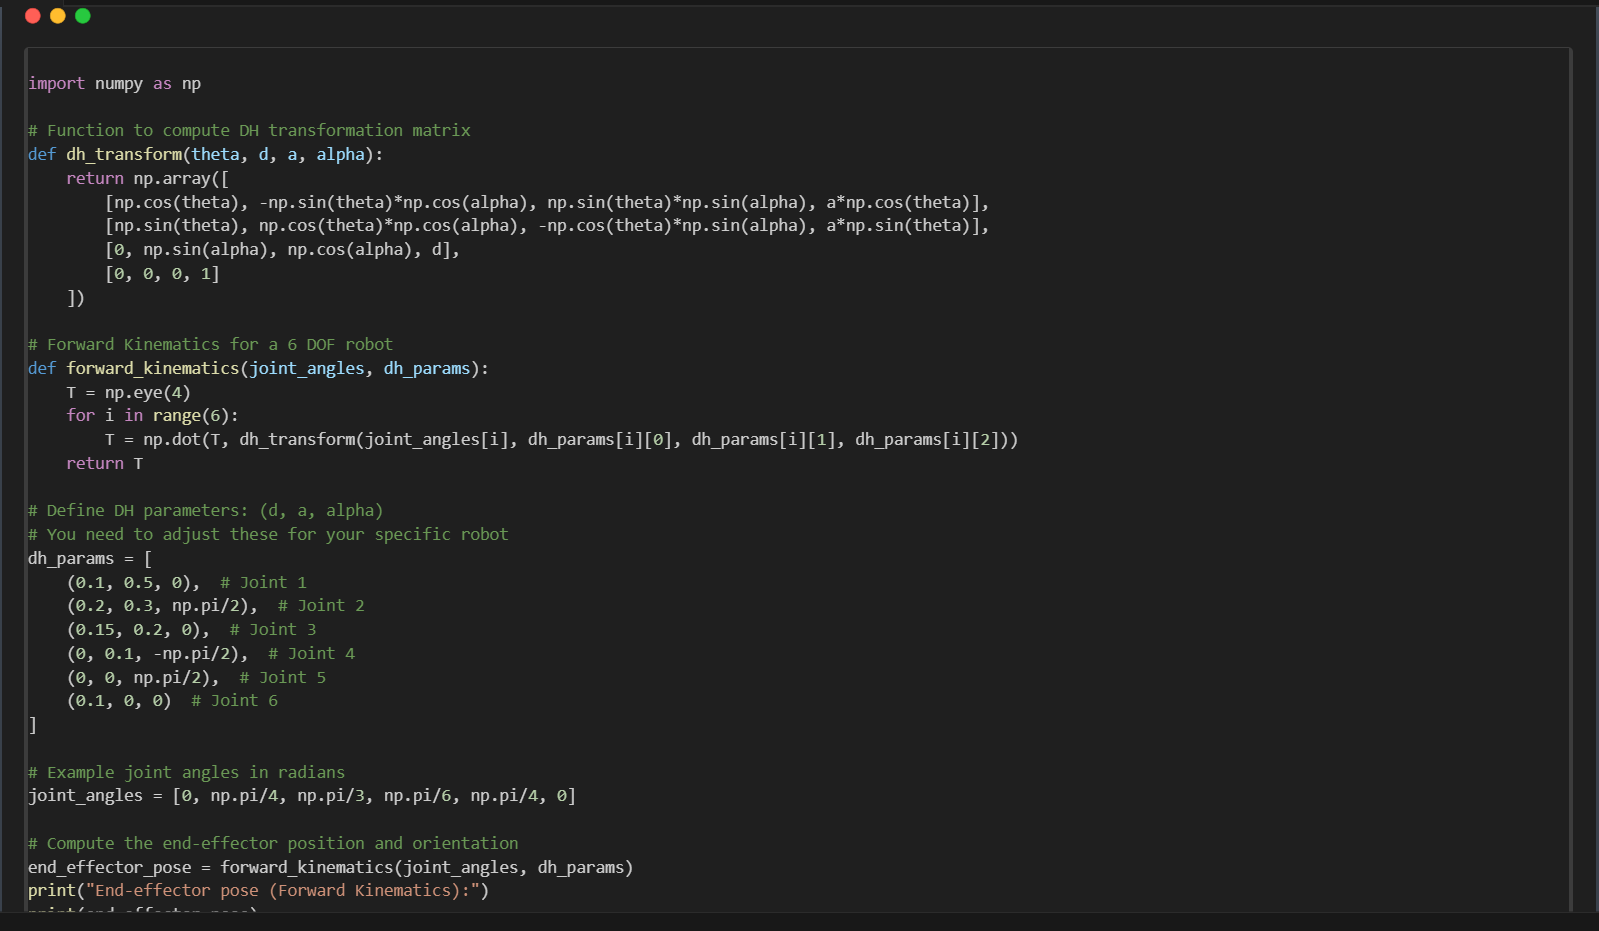 import numpy as np
# Function to compute DH transformation matrix
def dh_transform(theta, d, a, alpha):
    return np.array([
        [np.cos(theta), -np.sin(theta)*np.cos(alpha), np.sin(theta)*np.sin(alpha), a*np.cos(theta)],
        [np.sin(theta), np.cos(theta)*np.cos(alpha), -np.cos(theta)*np.sin(alpha), a*np.sin(theta)],
        [0, np.sin(alpha), np.cos(alpha), d],
        [0, 0, 0, 1]
    ])
# Forward Kinematics for a 6 DOF robot
def forward_kinematics(joint_angles, dh_params):
    T = np.eye(4)
    for i in range(6):
        T = np.dot(T, dh_transform(joint_angles[i], dh_params[i][0], dh_params[i][1], dh_params[i][2]))
    return T
# Define DH parameters: (d, a, alpha)
# You need to adjust these for your specific robot
dh_params = [
    (0.1, 0.5, 0),  # Joint 1
    (0.2, 0.3, np.pi/2),  # Joint 2
    (0.15, 0.2, 0),  # Joint 3
    (0, 0.1, -np.pi/2),  # Joint 4
    (0, 0, np.pi/2),  # Joint 5
    (0.1, 0, 0)  # Joint 6
]
# Example joint angles in radians
joint_angles = [0, np.pi/4, np.pi/3, np.pi/6, np.pi/4, 0]
# Compute the end-effector position and orientation
end_effector_pose = forward_kinematics(joint_angles, dh_params)
print("End-effector pose (Forward Kinematics):")